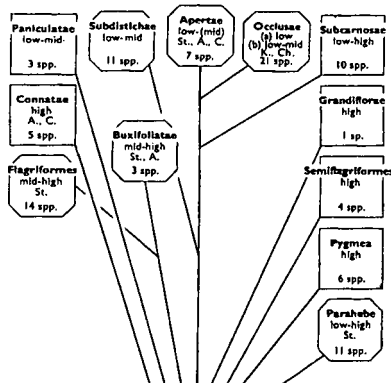 Paniculatae
low-mid
3 spp.
Subdistichae
low-mid
11 spp.
Apertae
low-(mid)
St., A., C.
7 spp.
Occlusae
(a) low
(b) low-mid
K., Ch.
21 spp.
Subcarnosae
low-high
10 spp.
Connatae
high
A., C.
5 spp.
Buxifoliatae
mid-high
St., A.
3 spp.
Grandiflorae
high
1 sp.
Flagriformes
mid-high
St.
14 spp.
Semiflagriformes
high
4 spp.
Pygmea
high
6 spp.
Parahebe
low-high
St.
11 spp.